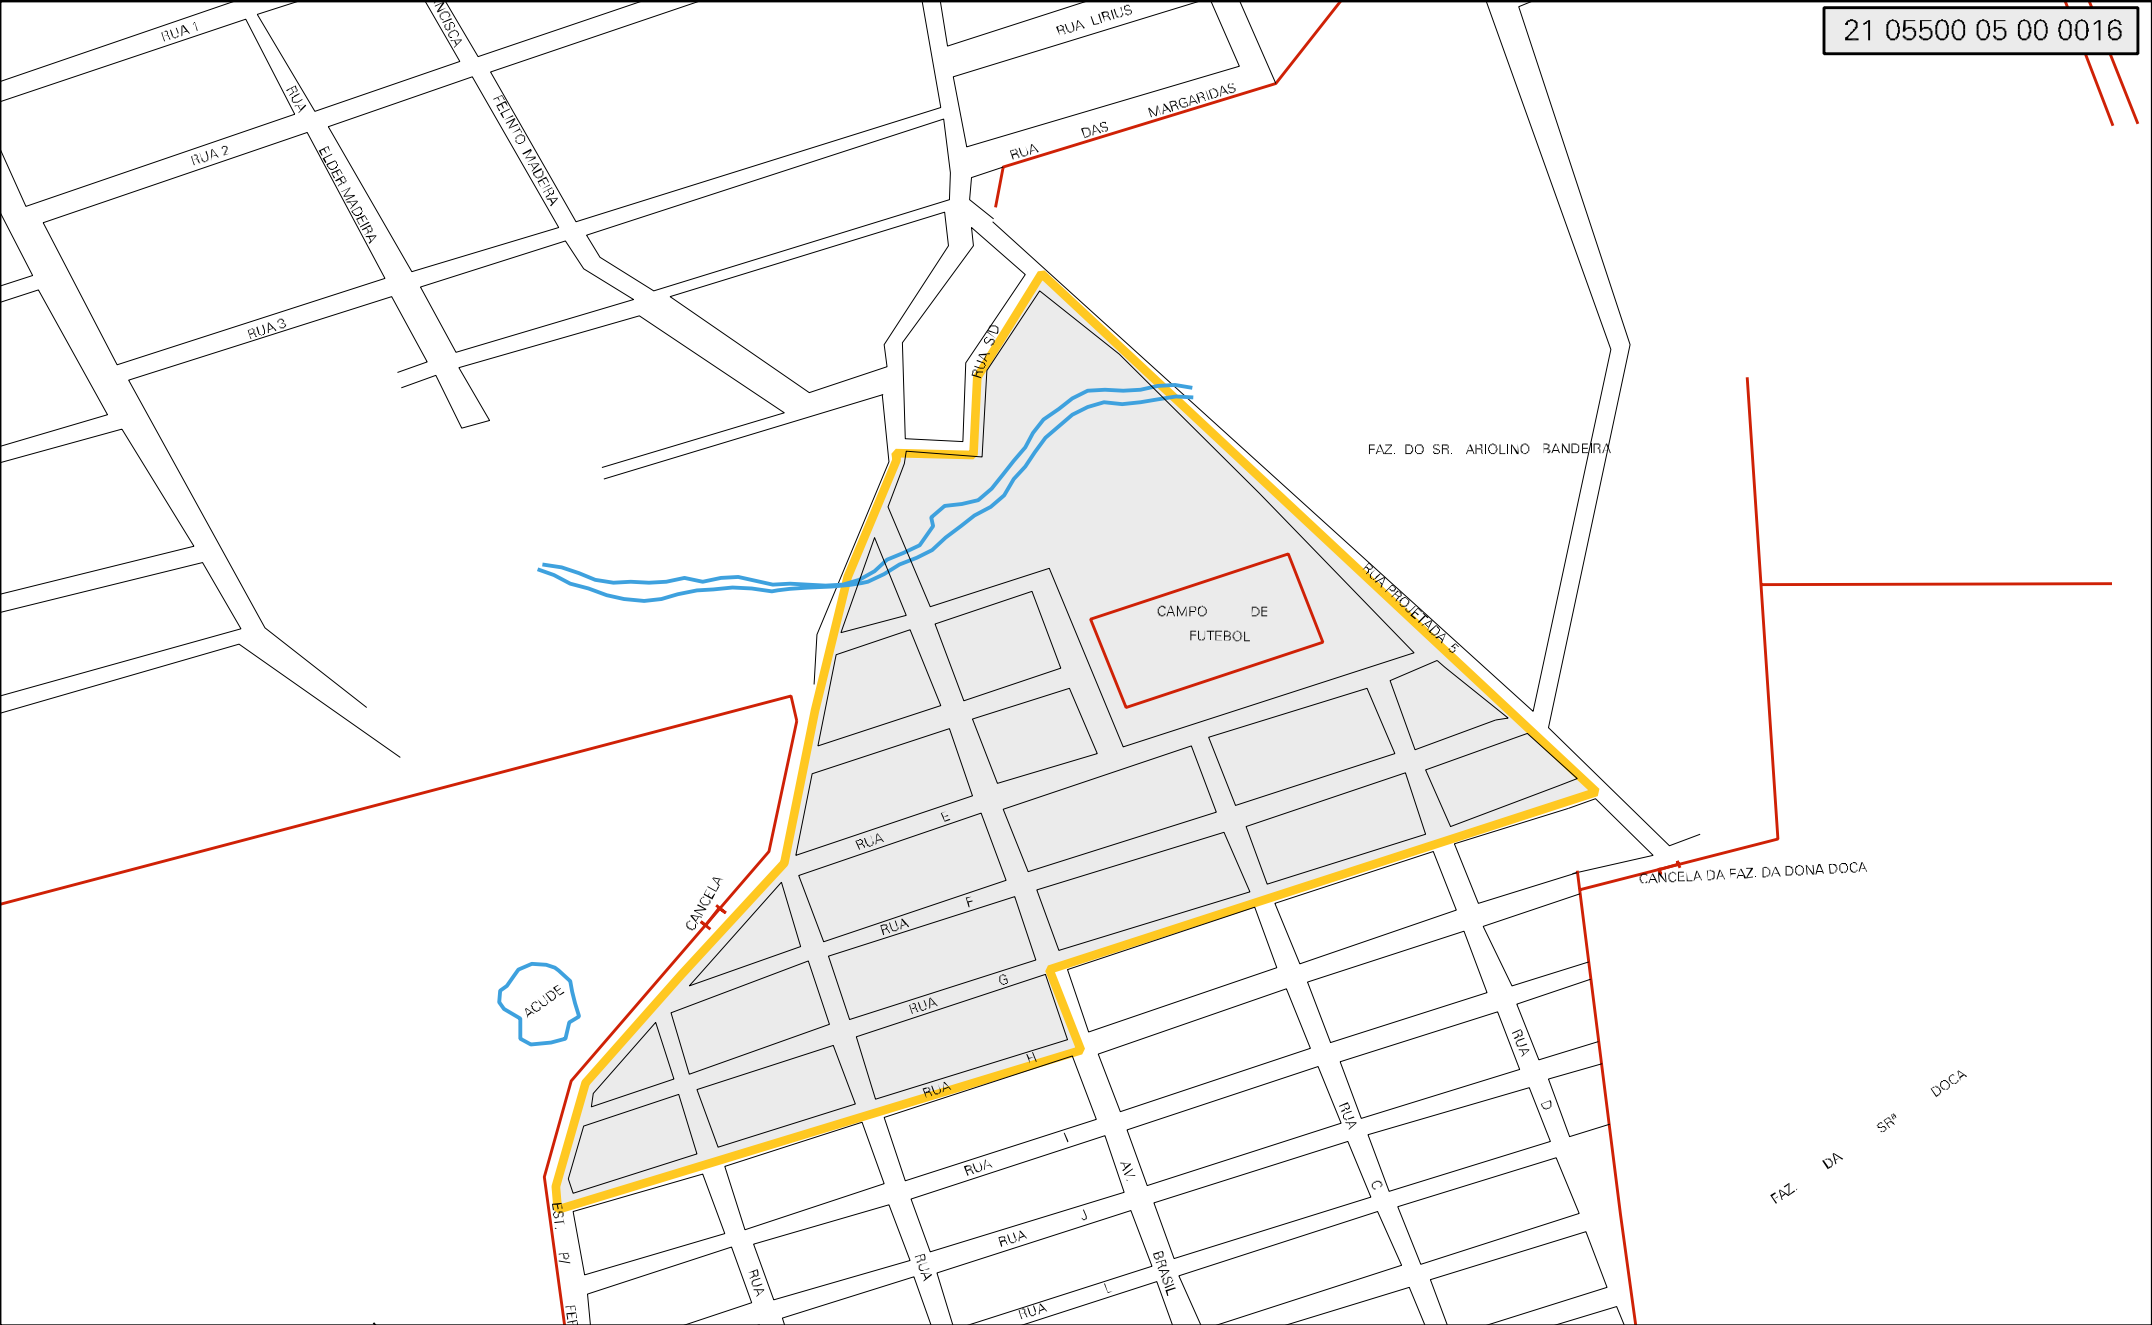 21 05500 05 00 0016
RUA 1
NCISCA
RUA LIRIUS
RUA
FELINTO MADEIRA
RUA DAS MARGARIDAS
RUA 2
ELDER MADEIRA
RUA 3
RUA S/D
FAZ. DO SR. ARIOLINO BANDEIRA
CAMPO DE
FUTEBOL
RUA PROJETADA 5
RUA E
CANCELA
CANCELA DA FAZ. DA DONA DOCA
RUA F
RUA G
ACUDE
RUA H
RUA D
RUA C
FAZ. DA SRª DOCA
RUA I
AV. BRASIL
RUA J
EST. P/ FER
RUA
RUA
RUA L